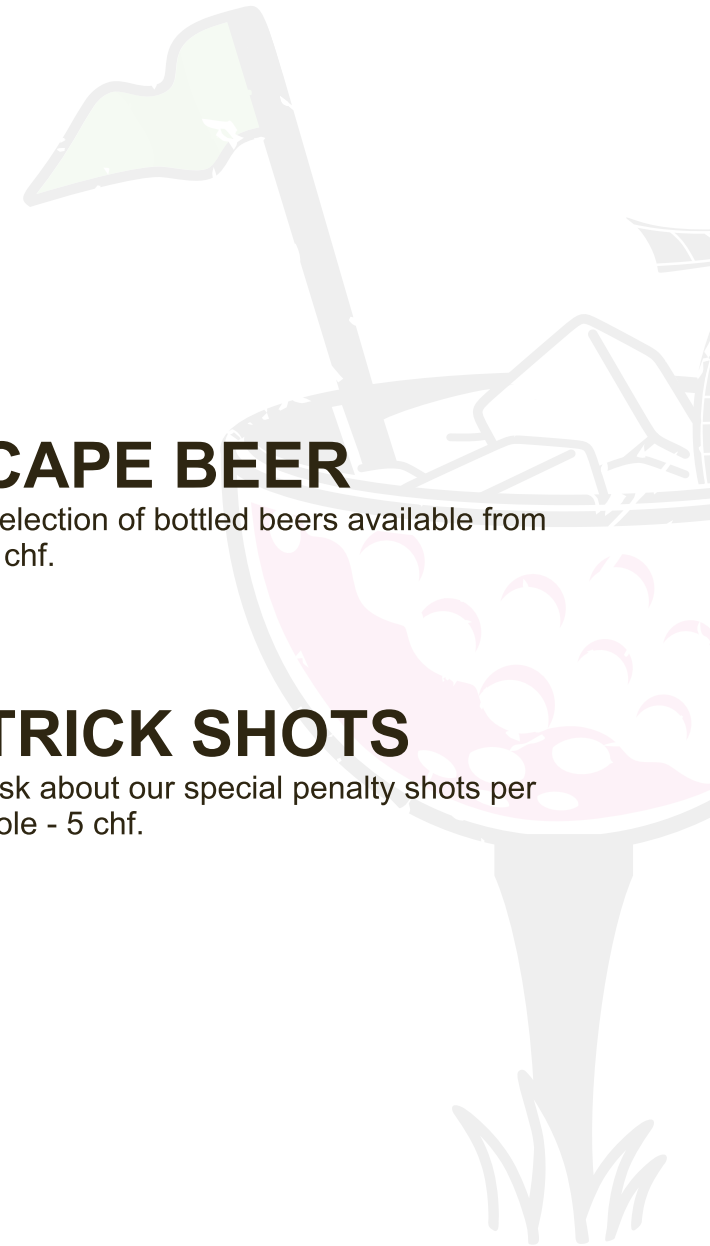 CAPE BEER
election of bottled beers available from
chf.
TRICK SHOTS
sk about our special penalty shots per
ole - 5 chf.